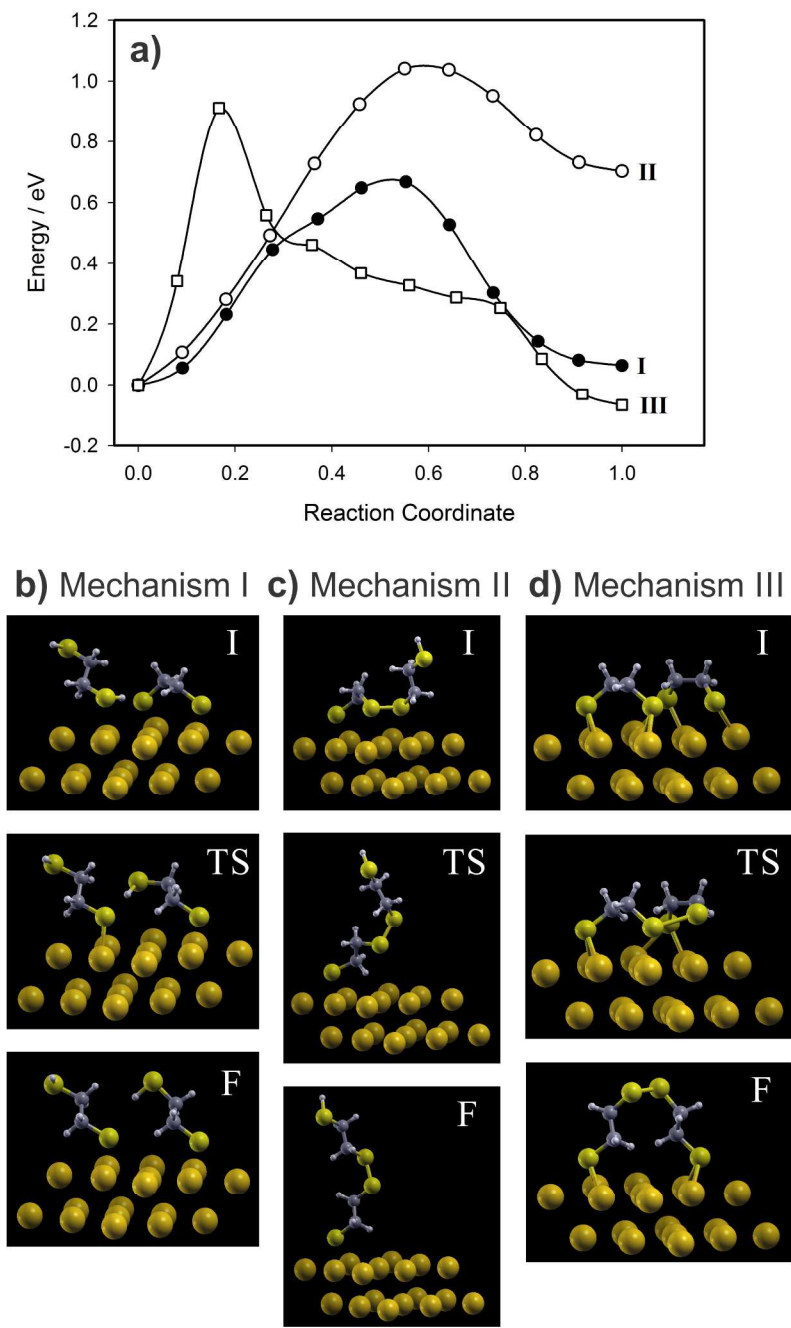 a)
1.2
1.0
0.8
0.6
0.4
0.2
0.0
-0.2
Energy / eV
II
I
III
0.0 0.2 0.4 0.6 0.8 1.0
Reaction Coordinate
b) Mechanism I c) Mechanism II d) Mechanism III
I I I
TS TS TS
F F F